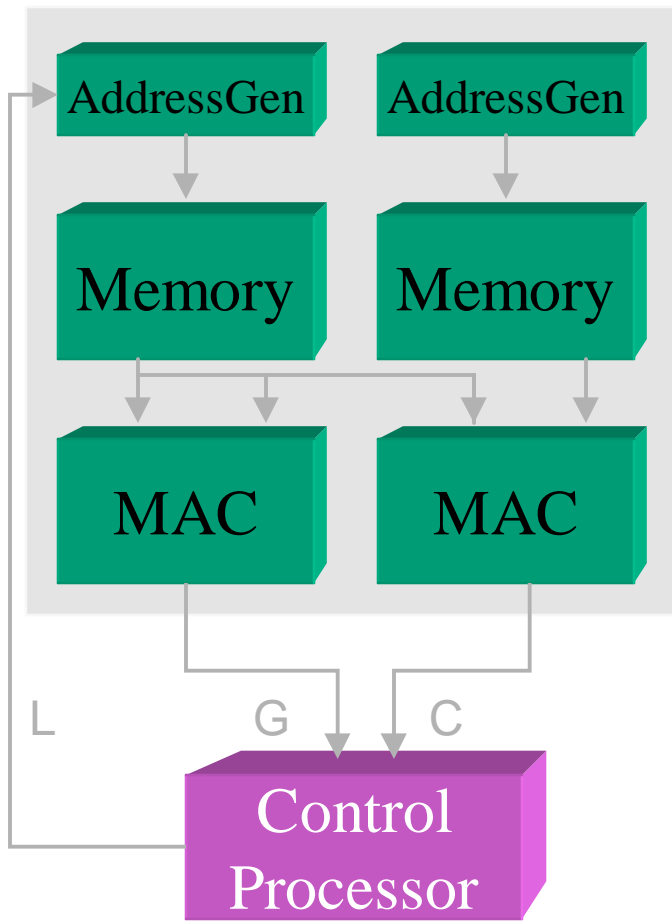 AddressGen AddressGen
Memory Memory
MAC MAC
L G C
Control
Processor